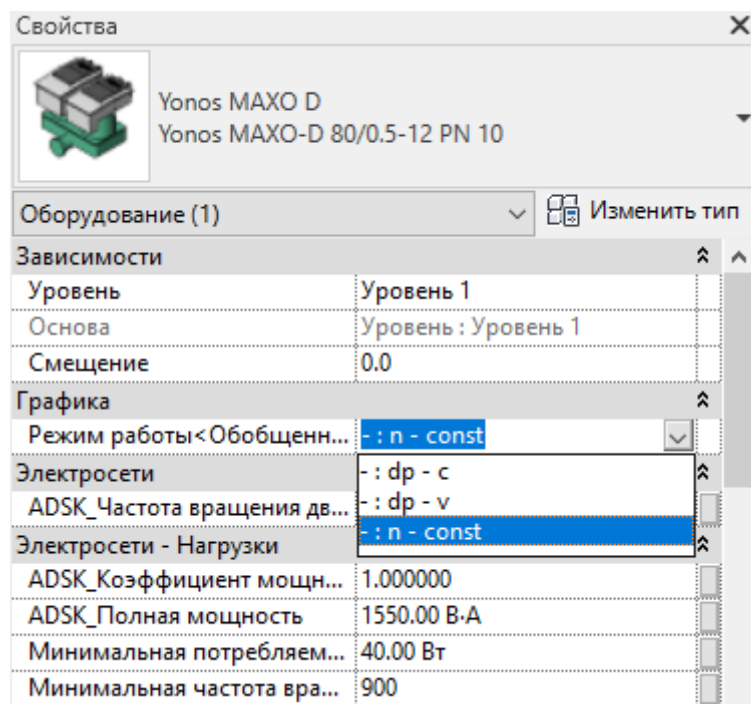 Свойства
Yonos MAXO D
Yonos MAXO-D 80/0.5-12 PN 10
Оборудование (1) Изменить тип
Зависимости
Уровень Уровень 1
Основа Уровень : Уровень 1
Смещение 0.0
Графика
Режим работы<Обобщенн... - : n - const
Электросети - : dp - c
ADSK_Частота вращения дв... - : dp - v
- : n - const
Электросети - Нагрузки
ADSK_Коэффициент мощн... 1.000000
ADSK_Полная мощность 1550.00 В·А
Минимальная потребляем... 40.00 Вт
Минимальная частота вра... 900